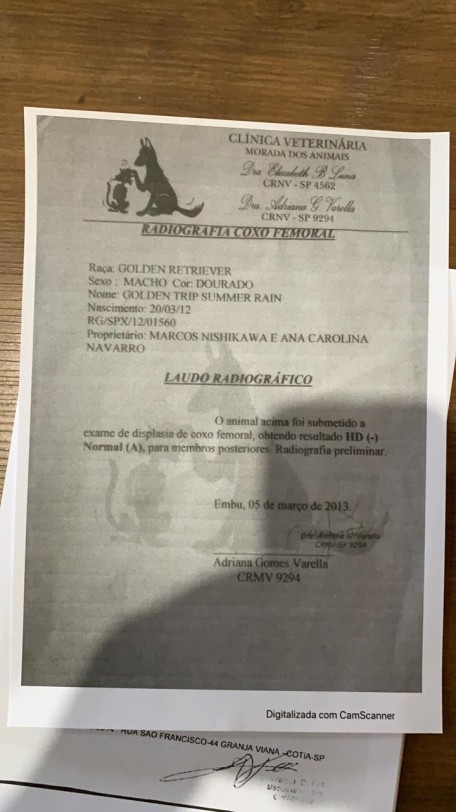 CLÍNICA VETERINÁRIA
MORADA DOS ANIMAIS
Dra Elizabeth B Luna
CRNV - SP 4562
Dra. Adriana G. Varella
CRNV - SP 9294
RADIOGRAFIA COXO FEMORAL
Raça: GOLDEN RETRIEVER
Sexo : MACHO Cor: DOURADO
Nome: GOLDEN TRIP SUMMER RAIN
Nascimento: 20/03/12
RG/SPX/12/01560
Proprietário: MARCOS NISHIKAWA E ANA CAROLINA
NAVARRO
LAUDO RADIOGRÁFICO
O animal acima foi submetido a
exame de displasia de coxo femoral, obtendo resultado HD (-)
Normal (A), para membros posteriores. Radiografia preliminar.
Embu, 05 de março de 2013
Dra. Adriana G. Varella
CRMV-SP 9294
Adriana Gomes Varella
CRMV 9294
Digitalizada com CamScanner
RUA SÃO FRANCISCO-44 GRANJA VIANA -COTIA-SP